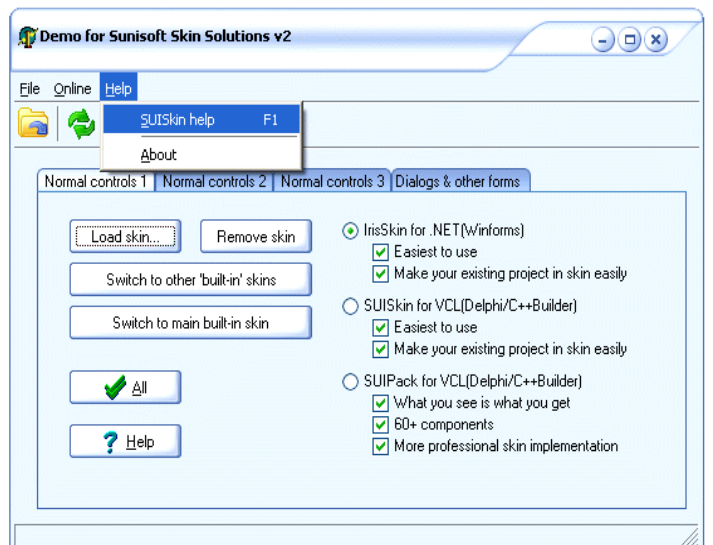 Demo for Sunisoft Skin Solutions v2
File Online Help
SUISkin help F1
About
Normal controls 1 Normal controls 2 Normal controls 3 Dialogs & other forms
Load skin... Remove skin
Switch to other 'built-in' skins
Switch to main built-in skin
All
Help
IrisSkin for .NET(Winforms)
Easiest to use
Make your existing project in skin easily
SUISkin for VCL(Delphi/C++Builder)
Easiest to use
Make your existing project in skin easily
SUIPack for VCL(Delphi/C++Builder)
What you see is what you get
60+ components
More professional skin implementation